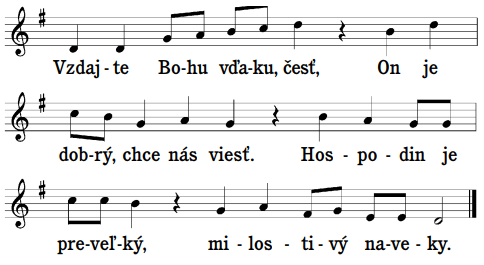 Vzdaj-te Bo-hu vďa-ku, česť, On je
dob-rý, chce nás viesť. Hos-po-din je
pre-veľ-ký, mi-los-ti-vý na-ve-ky.